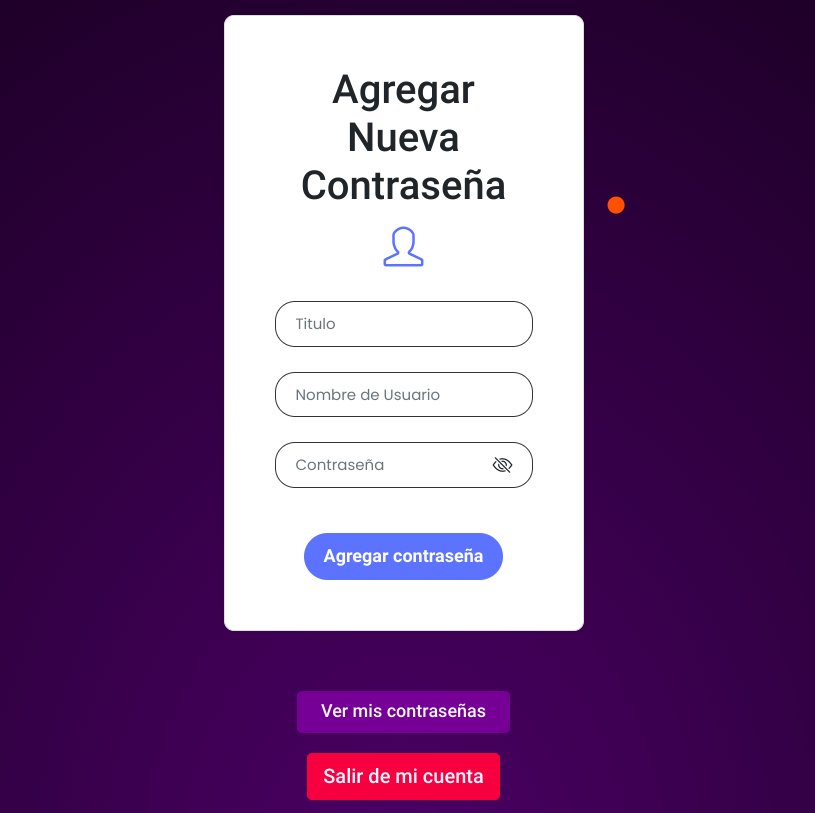 Agregar
Nueva
Contraseña
Titulo
Nombre de Usuario
Contraseña
Agregar contraseña
Ver mis contraseñas
Salir de mi cuenta